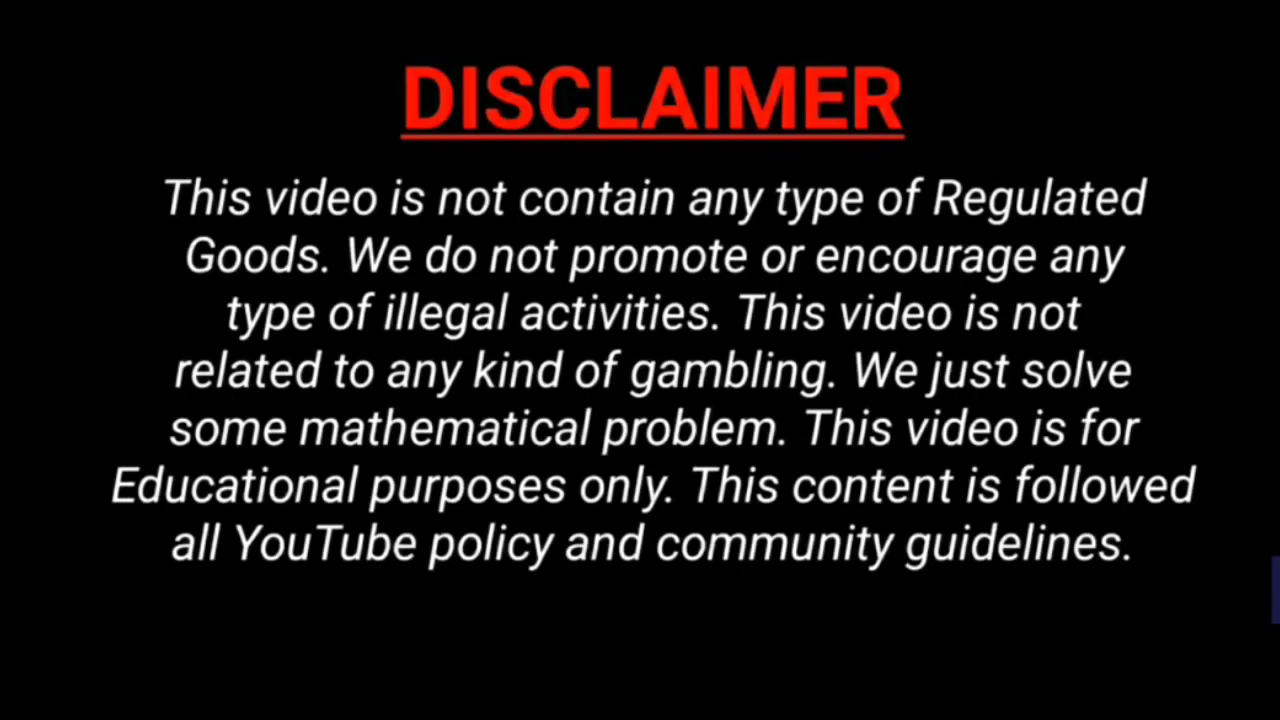 DISCLAIMER
This video is not contain any type of Regulated
Goods. We do not promote or encourage any
type of illegal activities. This video is not
related to any kind of gambling. We just solve
some mathematical problem. This video is for
Educational purposes only. This content is followed
all YouTube policy and community guidelines.